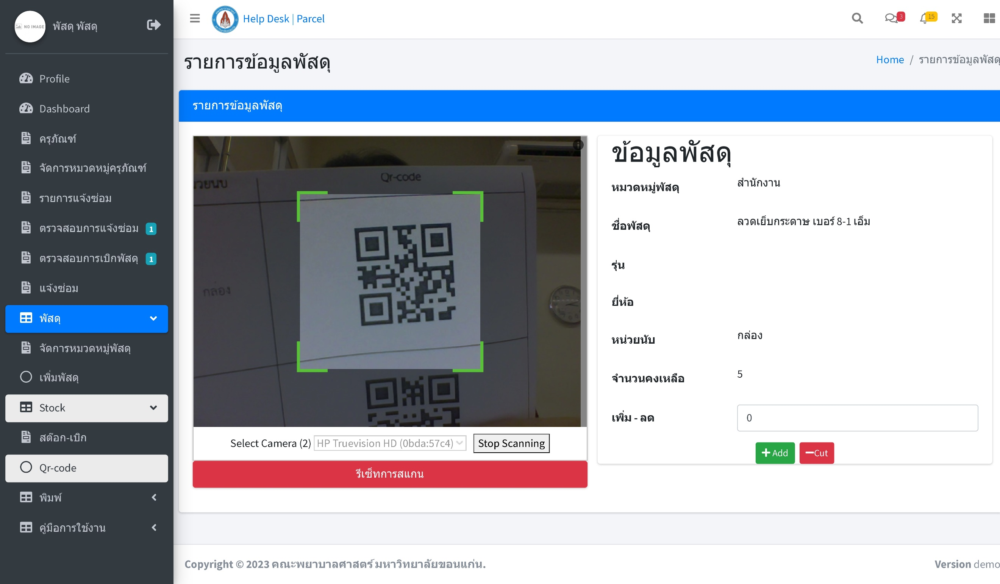 NO IMAGE
พัสดุ พัสดุ
Profile
Dashboard
ครุภัณฑ์
จัดการหมวดหมู่ครุภัณฑ์
รายการแจ้งซ่อม
ตรวจสอบการแจ้งซ่อม 1
ตรวจสอบการเบิกพัสดุ 1
แจ้งซ่อม
พัสดุ
จัดการหมวดหมู่พัสดุ
เพิ่มพัสดุ
Stock
สต๊อก-เบิก
Qr-code
พิมพ์
คู่มือการใช้งาน
Help Desk | Parcel
3
15
รายการข้อมูลพัสดุ
Home / รายการข้อมูลพัสดุ
รายการข้อมูลพัสดุ
Qr-code
กล่อง
Select Camera (2) HP Truevision HD (0bda:57c4) Stop Scanning
รีเซ็ทการสแกน
ข้อมูลพัสดุ
หมวดหมู่พัสดุ สำนักงาน
ชื่อพัสดุ ลวดเย็บกระดาษ เบอร์ 8-1 เอ็ม
รุ่น
ยี่ห้อ
หน่วยนับ กล่อง
จำนวนคงเหลือ 5
เพิ่ม - ลด 0
Add Cut
Copyright © 2023 คณะพยาบาลศาสตร์ มหาวิทยาลัยขอนแก่น.
Version demo